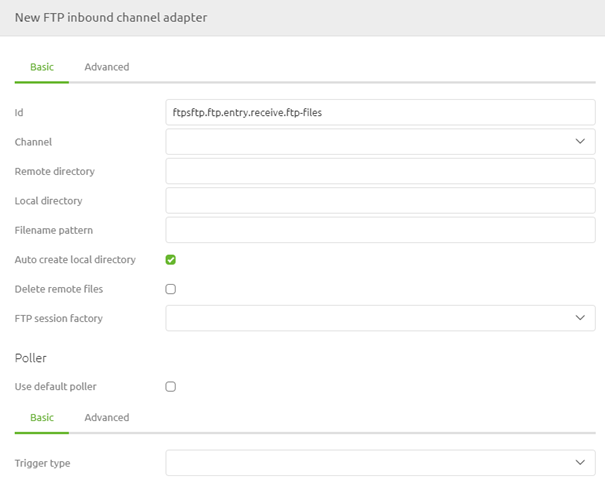 New FTP inbound channel adapter
Basic Advanced
Id ftpsftp.ftp.entry.receive.ftp-files
Channel
Remote directory
Local directory
Filename pattern
Auto create local directory
Delete remote files
FTP session factory
Poller
Use default poller
Basic Advanced
Trigger type